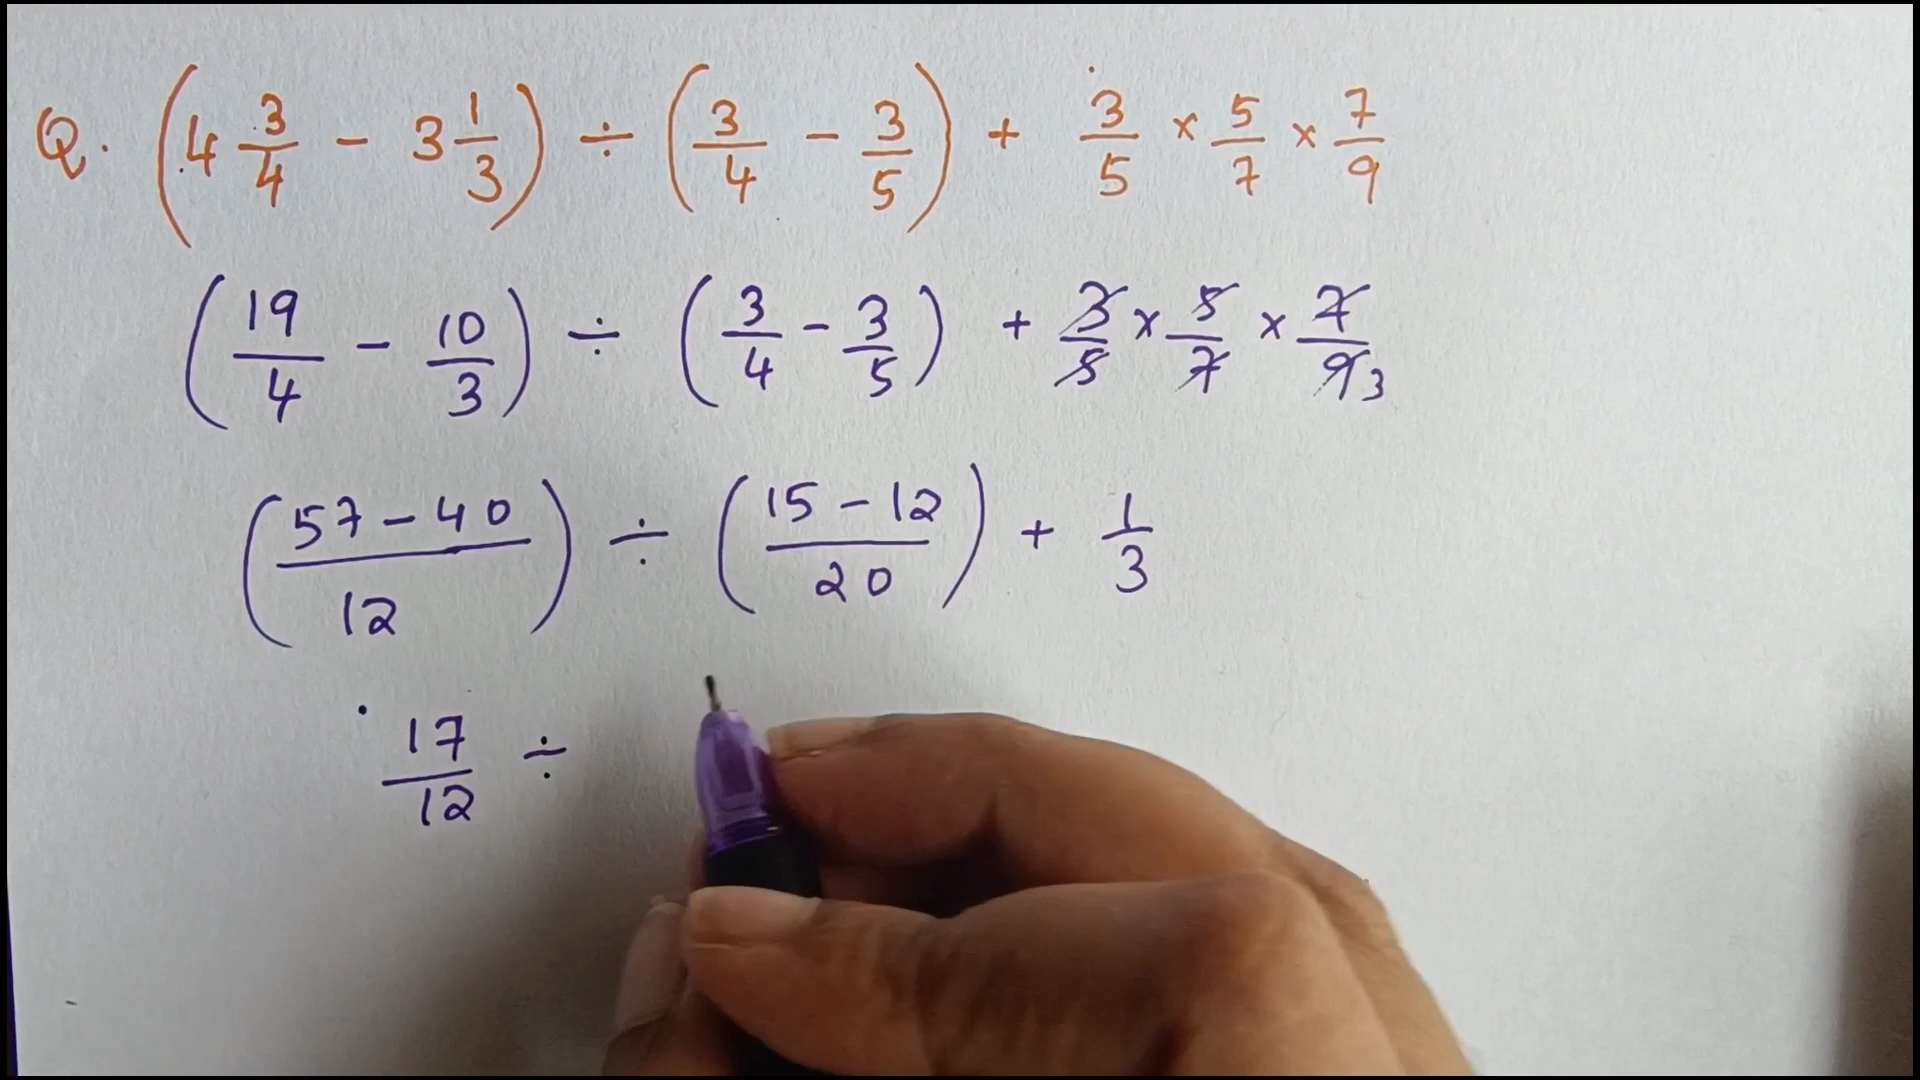 Q. (4 3/4 - 3 1/3) ÷ (3/4 - 3/5) + 3/5 × 5/7 × 7/9
(19/4 - 10/3) ÷ (3/4 - 3/5) + 3/5 × 5/7 × 7/9 3
(57 - 40/12) ÷ (15 - 12/20) + 1/3
17/12 ÷